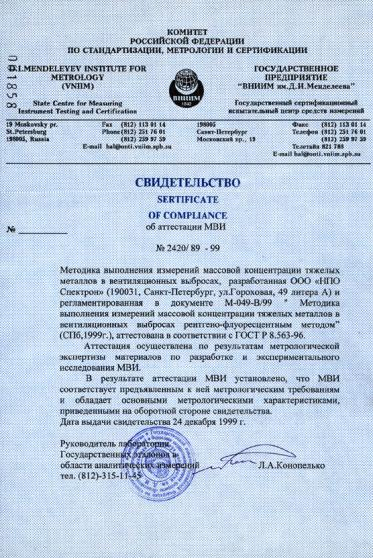 КОМИТЕТ
РОССИЙСКОЙ ФЕДЕРАЦИИ
ПО СТАНДАРТИЗАЦИИ, МЕТРОЛОГИИ И СЕРТИФИКАЦИИ
001858
D.I.MENDELEYEV INSTITUTE FOR
METROLOGY
(VNIIM)
State Centre for Measuring
Instrument Testing and Certification
ВНИИМ
1842
ГОСУДАРСТВЕННОЕ
ПРЕДПРИЯТИЕ
"ВНИИМ им.Д.И.Менделеева"
Государственный сертификационный
испытательный центр средств измерений
19 Moskovsky pr.
St.Petersburg
198005, Russia
Fax (812) 113 01 14
Phone (812) 251 76 01
(812) 259 97 59
E-mail hal@onti.vniim.spb.su
198005
Санкт-Петербург
Московский пр., 19
Факс (812) 113 01 14
Телефон (812) 251 76 01
(812) 259 97 59
Телетайп 821 788
E-mail hal@onti.vniim.spb.su
СВИДЕТЕЛЬСТВО
SERTIFICATE
OF COMPLIANCE
об аттестации МВИ
№
№ 2420/ 89 - 99
Методика выполнения измерений массовой концентрации тяжелых
металлов в вентиляционных выбросах, разработанная ООО «НПО
Спектрон» (190031, Санкт-Петербург, ул.Гороховая, 49 литера А) и
регламентированная в документе М-049-В/99 " Методика
выполнения измерений массовой концентрации тяжелых металлов в
вентиляционных выбросах рентгено-флуоресцентным методом"
(СПб,1999г.), аттестована в соответствии с ГОСТ Р 8.563-96.
Аттестация осуществлена по результатам метрологической
экспертизы материалов по разработке и экспериментального
исследования МВИ.
В результате аттестации МВИ установлено, что МВИ
соответствует предъявленным к ней метрологическим требованиям
и обладает основными метрологическими характеристиками,
приведенными на оборотной стороне свидетельства.
Дата выдачи свидетельства 24 декабря 1999 г.
Руководитель лаборатории
Государственных эталонов в
области аналитических измерений
тел. (812)-315-11-45
Л.А.Конопелько